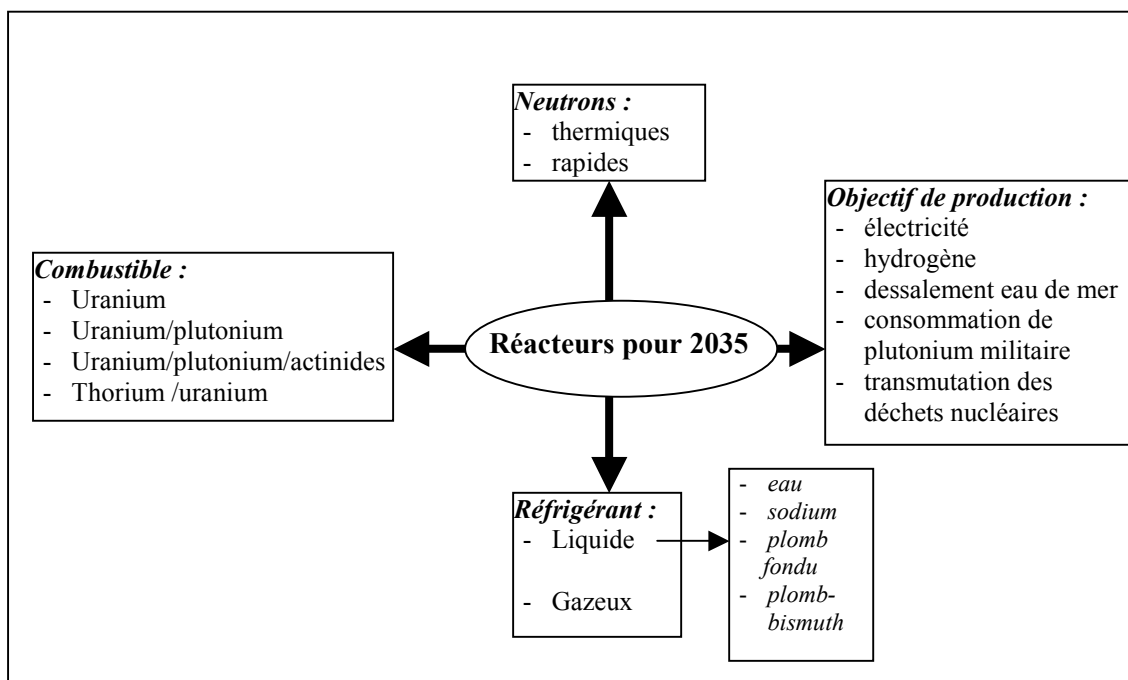 Neutrons :
- thermiques
- rapides
Objectif de production :
- électricité
- hydrogène
- dessalement eau de mer
- consommation de
plutonium militaire
- transmutation des
déchets nucléaires
Combustible :
- Uranium
- Uranium/plutonium
- Uranium/plutonium/actinides
- Thorium /uranium
Réacteurs pour 2035
Réfrigérant :
- Liquide
- Gazeux
- eau
- sodium
- plomb
fondu
- plomb-
bismuth